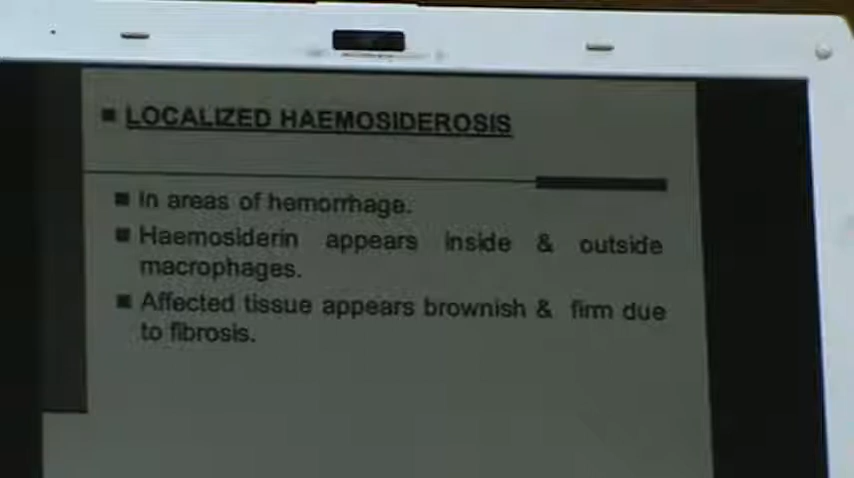 ■ LOCALIZED HAEMOSIDEROSIS
■ In areas of hemorrhage.
■ Haemosiderin appears inside & outside
macrophages.
■ Affected tissue appears brownish & firm due
to fibrosis.